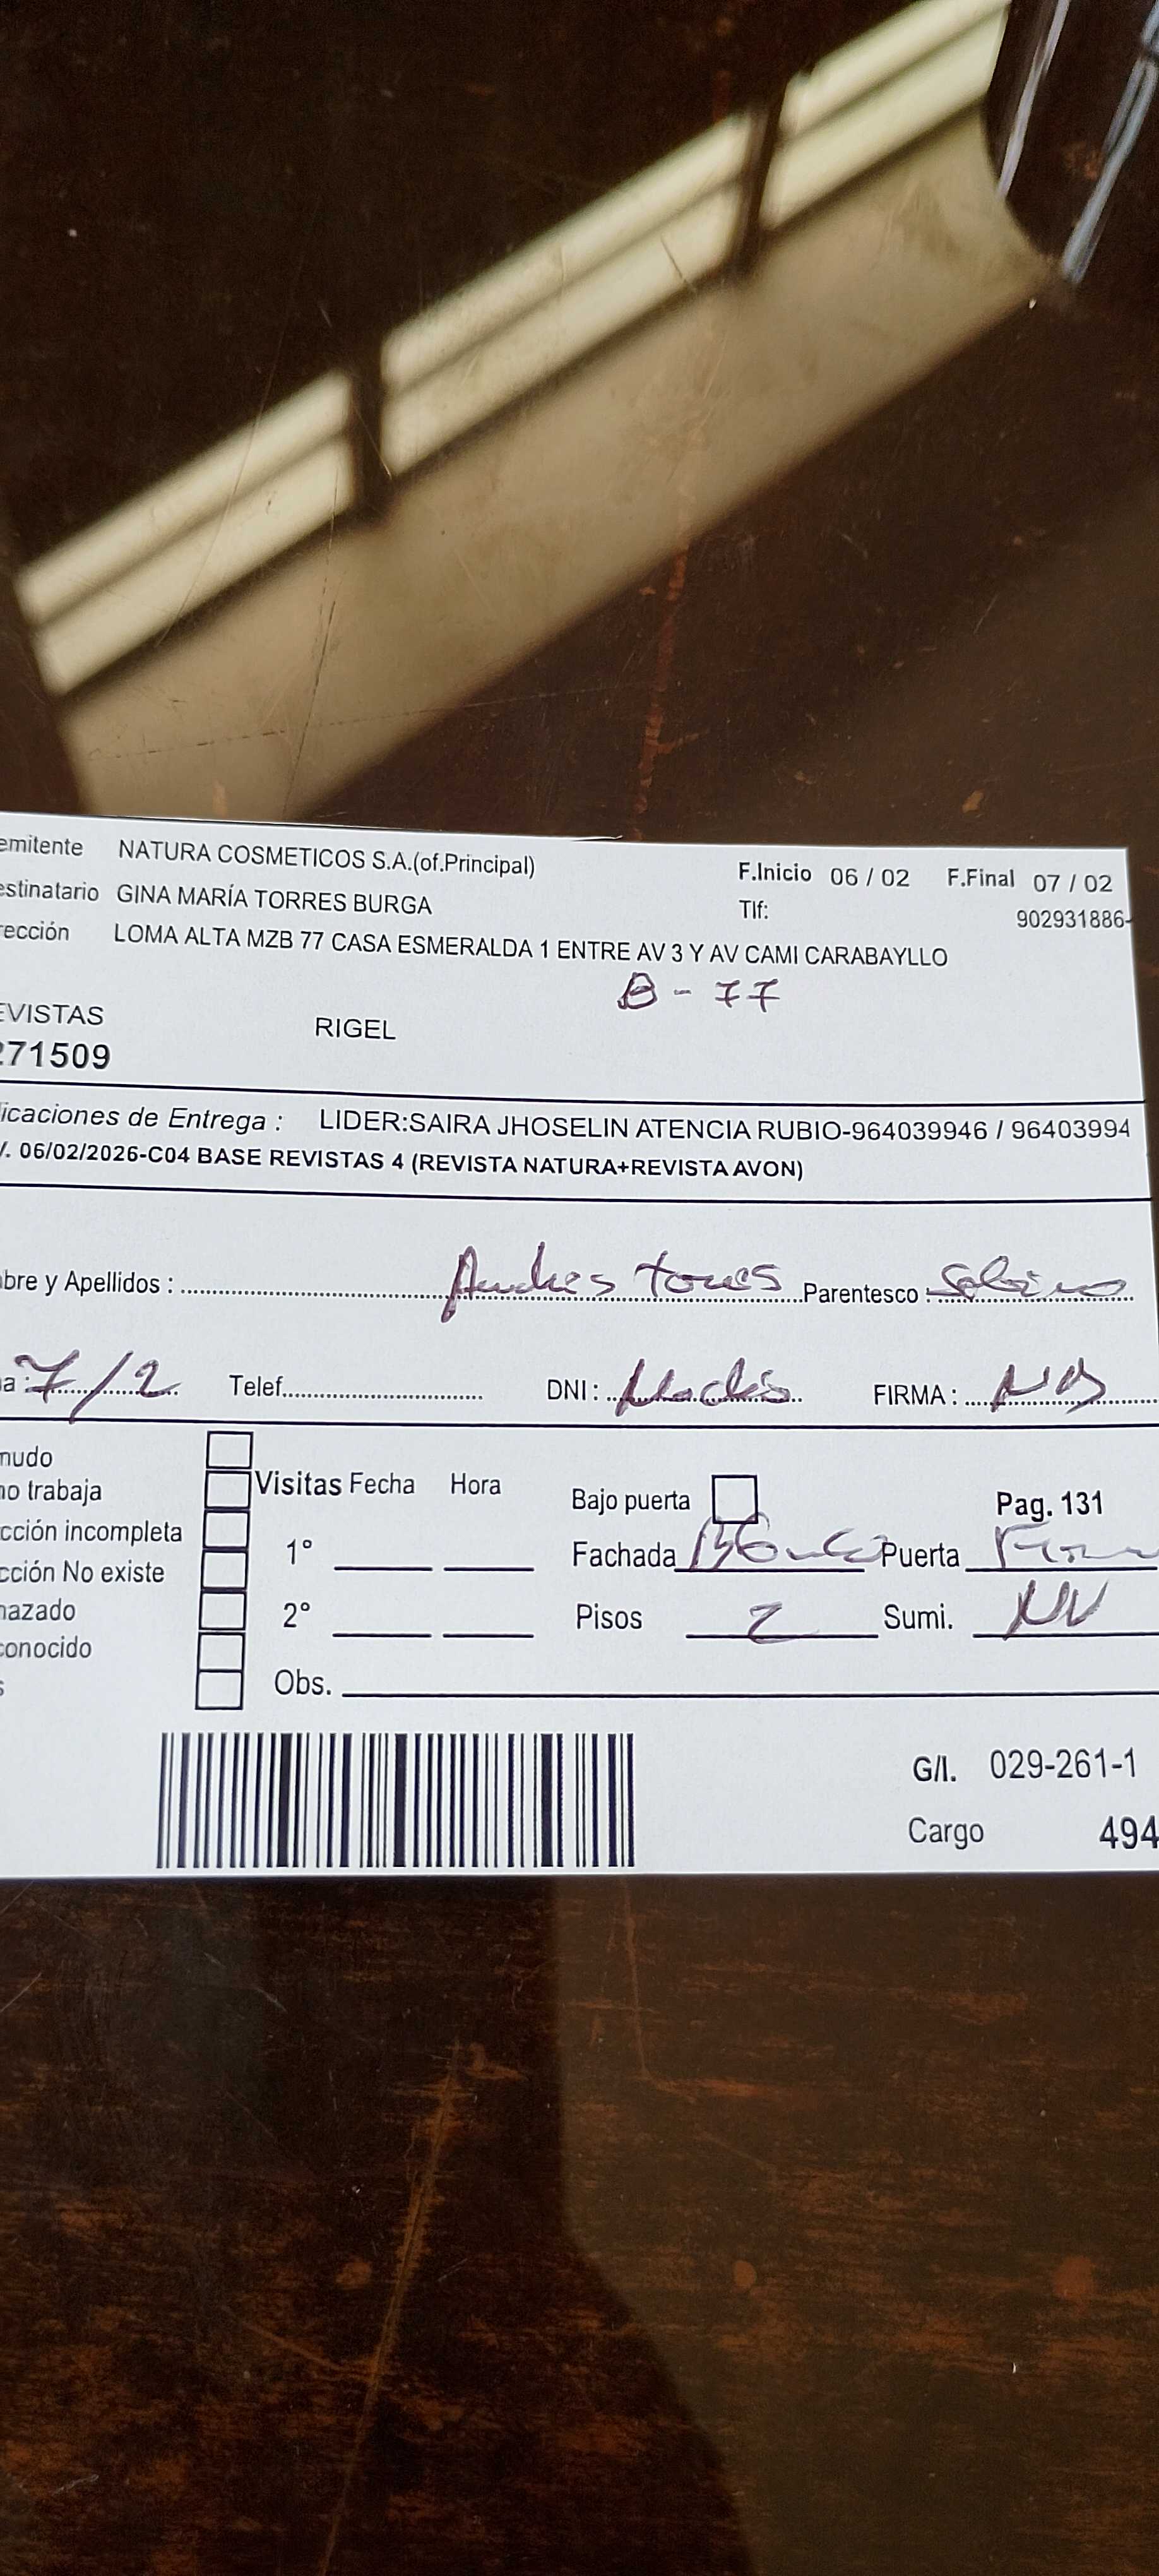 emitente NATURA COSMETICOS S.A.(of.Principal) F.Inicio 06 / 02 F.Final 07 / 02
estinatario GINA MARÍA TORRES BURGA Tlf: 902931886-
rección LOMA ALTA MZB 77 CASA ESMERALDA 1 ENTRE AV 3 Y AV CAMI CARABAYLLO
B - 77
EVISTAS RIGEL
271509
icaciones de Entrega : LIDER:SAIRA JHOSELIN ATENCIA RUBIO-964039946 / 96403994
/. 06/02/2026-C04 BASE REVISTAS 4 (REVISTA NATURA+REVISTA AVON)
bre y Apellidos : Andres torres Parentesco : Sobrino
a : 7/2 Telef. DNI : FIRMA :
nudo
no trabaja Visitas Fecha Hora Bajo puerta Pag. 131
cción incompleta 1° Fachada Puerta
cción No existe
hazado 2° Pisos 2 Sumi. NV
conocido
s Obs.
G/I. 029-261-1
Cargo 494